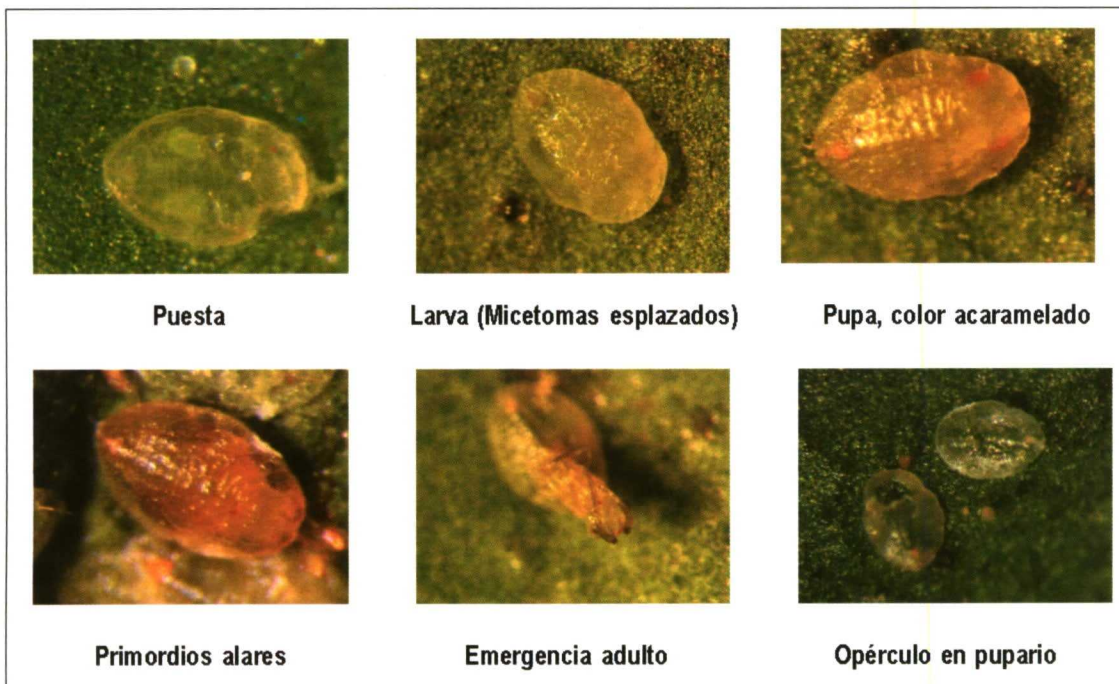 Puesta
Larva (Micetomas esplazados)
Pupa, color acaramelado
Primordios alares
Emergencia adulto
Opérculo en pupario